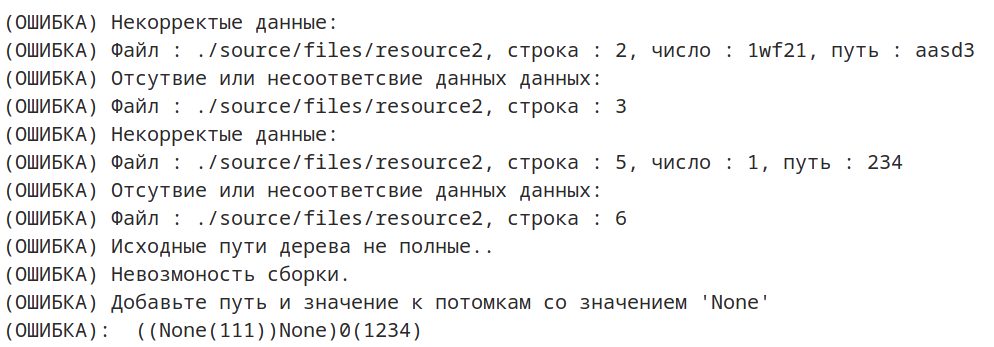 (ОШИБКА) Некорректые данные:
(ОШИБКА) Файл : ./source/files/resource2, строка : 2, число : 1wf21, путь : aasd3
(ОШИБКА) Отсутвие или несоответсвие данных данных:
(ОШИБКА) Файл : ./source/files/resource2, строка : 3
(ОШИБКА) Некорректые данные:
(ОШИБКА) Файл : ./source/files/resource2, строка : 5, число : 1, путь : 234
(ОШИБКА) Отсутвие или несоответсвие данных данных:
(ОШИБКА) Файл : ./source/files/resource2, строка : 6
(ОШИБКА) Исходные пути дерева не полные..
(ОШИБКА) Невозмоность сборки.
(ОШИБКА) Добавьте путь и значение к потомкам со значением 'None'
(ОШИБКА):  ((None(111))None)0(1234)